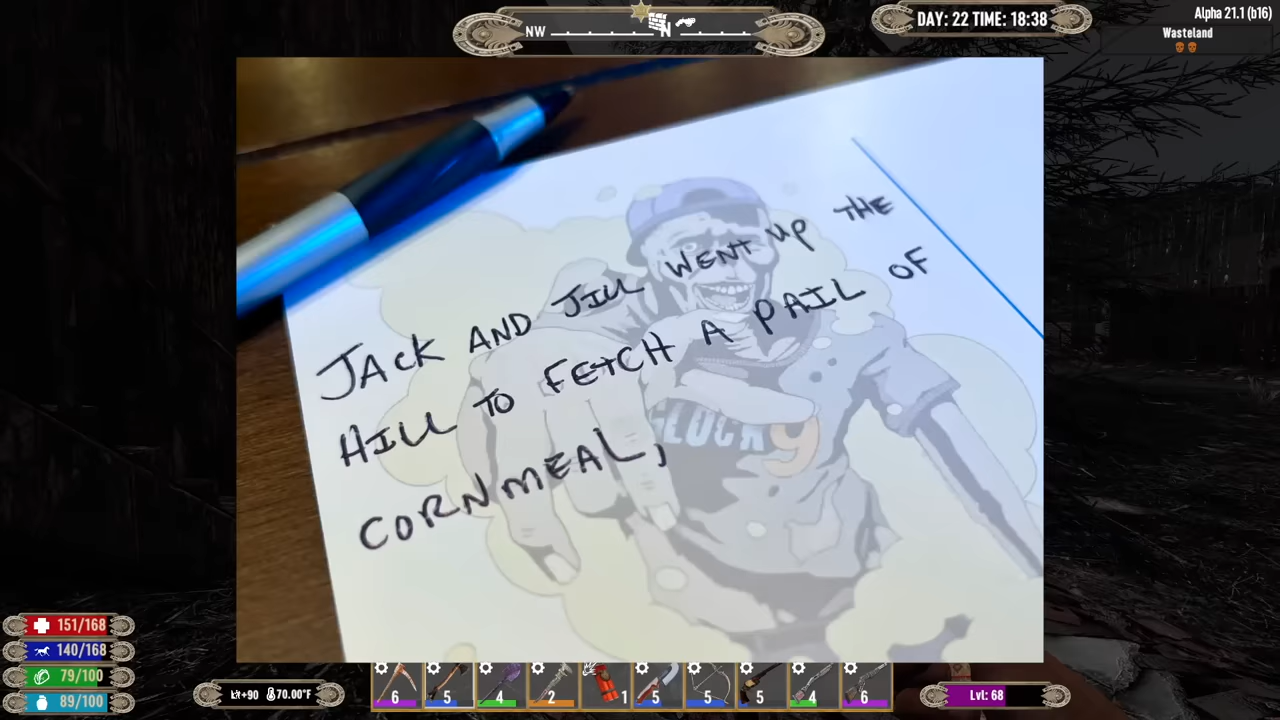 NW
N
DAY: 22 TIME: 18:38
Alpha 21.1 (b16)
Wasteland
JACK AND JILL WENT UP THE
HILL TO FETCH A PAIL OF
CORNMEAL,
GLOCK 9
151/168
140/168
79/100
89/100
+90 70.00°F
6 5 4 2 1 5 5 5 4 6
Lvl: 68